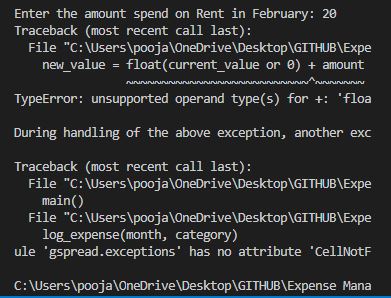 Enter the amount spend on Rent in February: 20
Traceback (most recent call last):
File "C:\Users\pooja\OneDrive\Desktop\GITHUB\Expe
new_value = float(current_value or 0) + amount
~~~~~~~~~~~~~~~~~~~~~~~~~~^~~~~~~~
TypeError: unsupported operand type(s) for +: 'floa
During handling of the above exception, another exc
Traceback (most recent call last):
File "C:\Users\pooja\OneDrive\Desktop\GITHUB\Expe
main()
File "C:\Users\pooja\OneDrive\Desktop\GITHUB\Expe
log_expense(month, category)
ule 'gspread.exceptions' has no attribute 'CellNotF
C:\Users\pooja\OneDrive\Desktop\GITHUB\Expense Mana